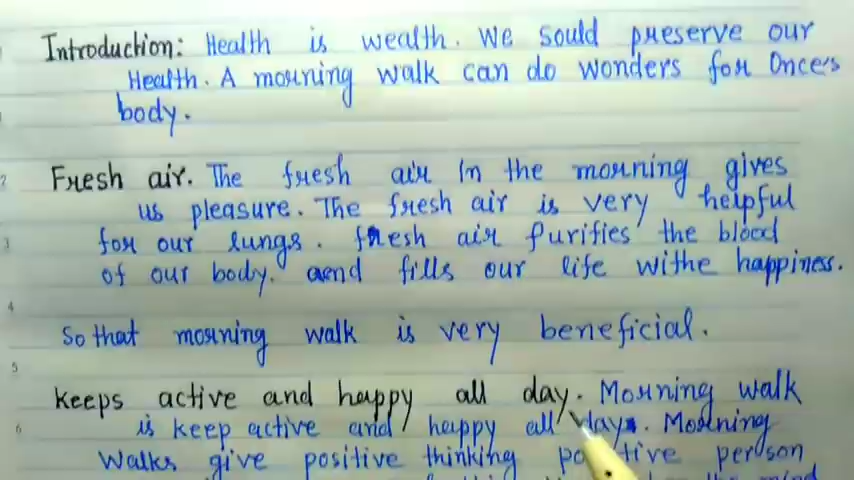 Introduction: Health is wealth. We sould preserve our
Health. A morning walk can do wonders for Once's
body.
Fresh air. The fresh air in the morning gives
us pleasure. The fresh air is very helpful
for our lungs. fresh air purifies the blood
of our body. aend fills our life withe happiness.
So that morning walk is very beneficial.
keeps active and happy all day. Morning walk
is keep active and happy all day. Morning
Walks give positive thinking person